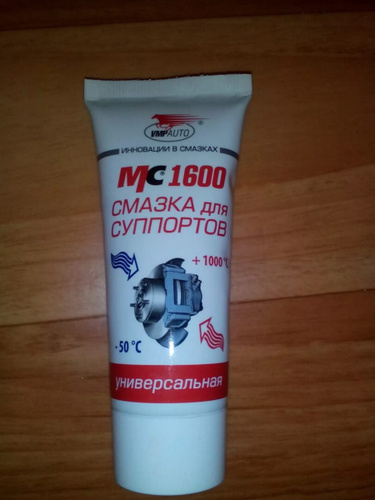 VMPAUTO
ИННОВАЦИИ В СМАЗКАХ
МС 1600
СМАЗКА для
СУППОРТОВ
+ 1000 °C
- 50 °C
универсальная